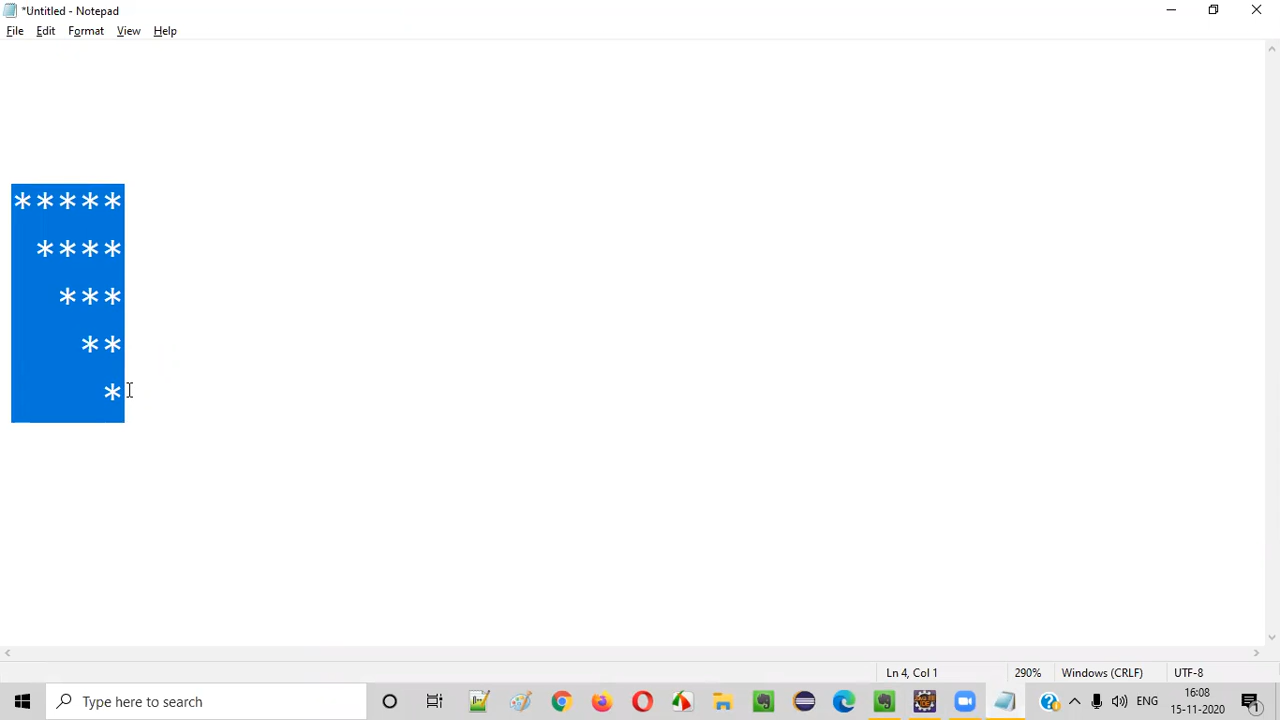 *Untitled - Notepad
File Edit Format View Help
*****
 ****
  ***
   **
    *
Ln 4, Col 1 290% Windows (CRLF) UTF-8
Type here to search ENG 16:08
15-11-2020 1